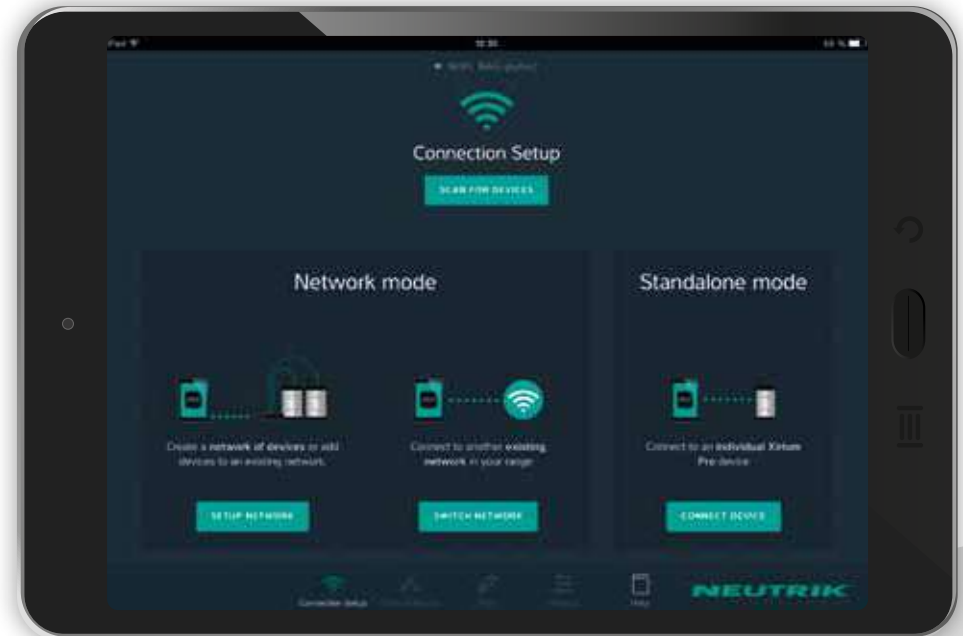 iPad
Connection Setup
SCAN FOR DEVICES
Network mode
Standalone mode
Create a network of devices or add
devices to an existing network.
Connect to another existing
network in your range
Connect to an individual Xirium
Pro device
SETUP NETWORK
SWITCH NETWORK
CONNECT DEVICE
Connection Setup
Help
NEUTRIK